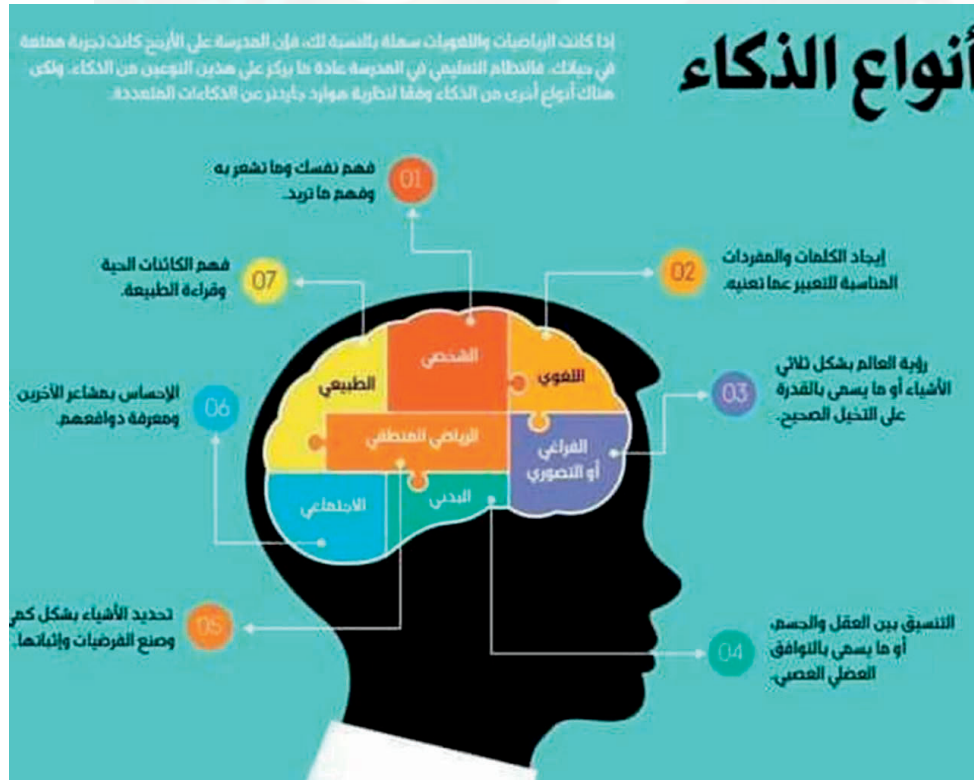 أنواع الذكاء
إذا كانت الرياضيات واللغويات سهلة بالنسبة لك، فإن المدرسة على الأرجح كانت تجربة ممتعة
في حياتك. فالنظام التعليمي في المدرسة عادة ما يركز على هذين النوعين من الذكاء. ولكن
هناك أنواع أخرى من الذكاء وفقًا لنظرية هوارد جاردنر عن الذكاءات المتعددة.
01
فهم نفسك وما تشعر به
وفهم ما تريد.
02
إيجاد الكلمات والمفردات
المناسبة للتعبير عما تعنيه.
07
فهم الكائنات الحية
وقراءة الطبيعة.
03
رؤية العالم بشكل ثلاثي
الأشياء أو ما يسمى بالقدرة
على التخيل الصحيح.
06
الإحساس بمشاعر الآخرين
ومعرفة دوافعهم.
اللغوي
الشخصي
الطبيعي
الرياضي المنطقي
الفراغي
أو التصوري
البدني
الاجتماعي
04
التنسيق بين العقل والجسم،
أو ما يسمى بالتوافق
العضلي العصبي.
05
تحديد الأشياء بشكل كمي
وصنع الفرضيات وإثباتها.